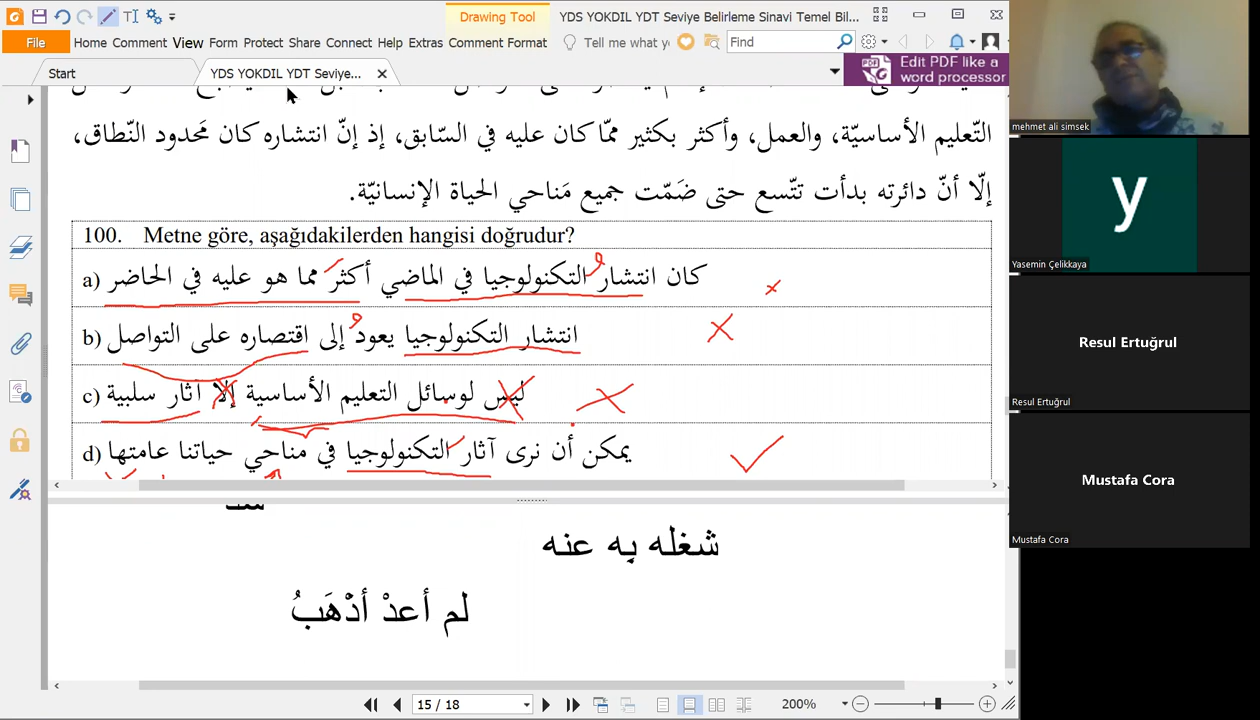 Drawing Tool
YDS YOKDIL YDT Seviye Belirleme Sinavi Temel Bil...
File Home Comment View Form Protect Share Connect Help Extras Comment Format
Tell me w
Find
Start
YDS YOKDIL YDT Seviye...
Edit PDF like a
word processor
التّعليم الأساسيّة، والعمل، وأكثر بكثير ممّا كان عليه في السّابق، إذ إنّ انتشاره كان مَحدود النّطاق،
إلّا أنّ دائرته بدأت تتّسع حتى ضَمّت جميع مَناحي الحياة الإنسانيّة.
100. Metne göre, aşağıdakilerden hangisi doğrudur?
a) كان انتشار التكنولوجيا في الماضي أكثر مما هو عليه في الحاضر
b) انتشار التكنولوجيا يعود إلى اقتصاره على التواصل
c) ليس لوسائل التعليم الأساسية إلا اثار سلبية
d) يمكن أن نرى آثار التكنولوجيا في مناحي حياتنا عامتها
شغله به عنه
لم أعدْ أذْهَبُ
15 / 18
200%
mehmet ali simsek
y
Yasemin Çelikkaya
Resul Ertuğrul
Resul Ertuğrul
Mustafa Cora
Mustafa Cora